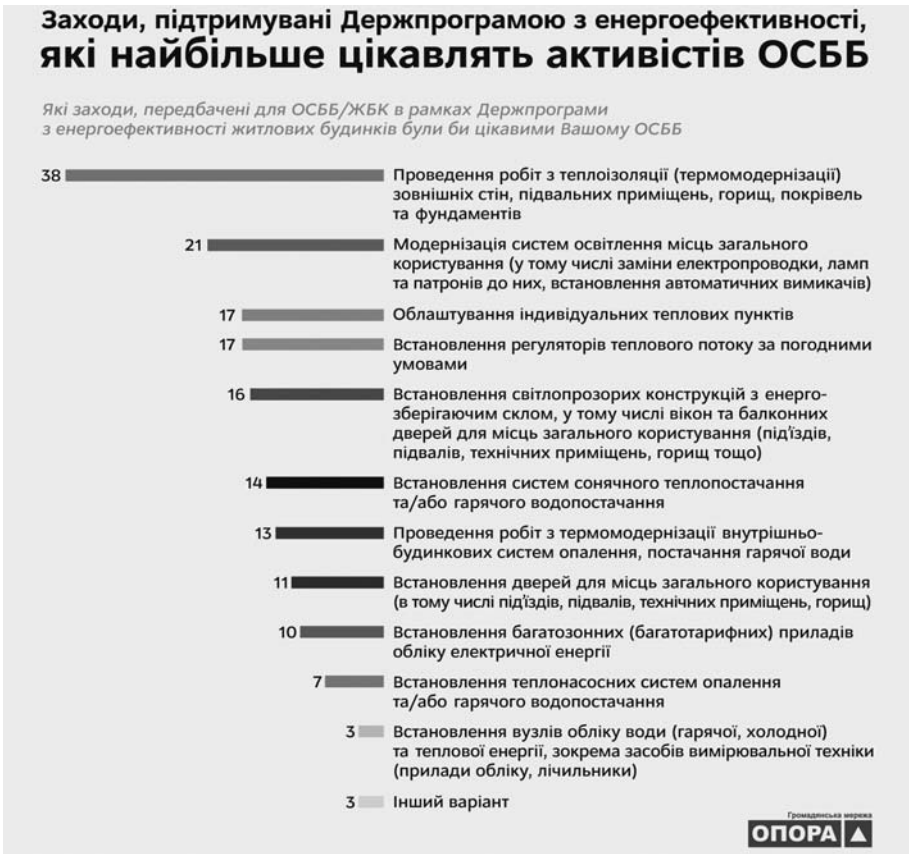 Заходи, підтримувані Держпрограмою з енергоефективності,
які найбільше цікавлять активістів ОСББ
Які заходи, передбачені для ОСББ/ЖБК в рамках Держпрограми
з енергоефективності житлових будинків були би цікавими Вашому ОСББ
38 Проведення робіт з теплоізоляції (термомодернізації)
зовнішніх стін, підвальних приміщень, горищ, покрівель
та фундаментів
21 Модернізація систем освітлення місць загального
користування (у тому числі заміни електропроводки, ламп
та патронів до них, встановлення автоматичних вимикачів)
17 Облаштування індивідуальних теплових пунктів
17 Встановлення регуляторів теплового потоку за погодними
умовами
16 Встановлення світлопрозорих конструкцій з енерго-
зберігаючим склом, у тому числі вікон та балконних
дверей для місць загального користування (під'їздів,
підвалів, технічних приміщень, горищ тощо)
14 Встановлення систем сонячного теплопостачання
та/або гарячого водопостачання
13 Проведення робіт з термомодернізації внутрішньо-
будинкових систем опалення, постачання гарячої води
11 Встановлення дверей для місць загального користування
(в тому числі під'їздів, підвалів, технічних приміщень, горищ)
10 Встановлення багатозонних (багатотарифних) приладів
обліку електричної енергії
7 Встановлення теплонасосних систем опалення
та/або гарячого водопостачання
3 Встановлення вузлів обліку води (гарячої, холодної)
та теплової енергії, зокрема засобів вимірювальної техніки
(прилади обліку, лічильники)
3 Інший варіант
Громадянська мережа
ОПОРА